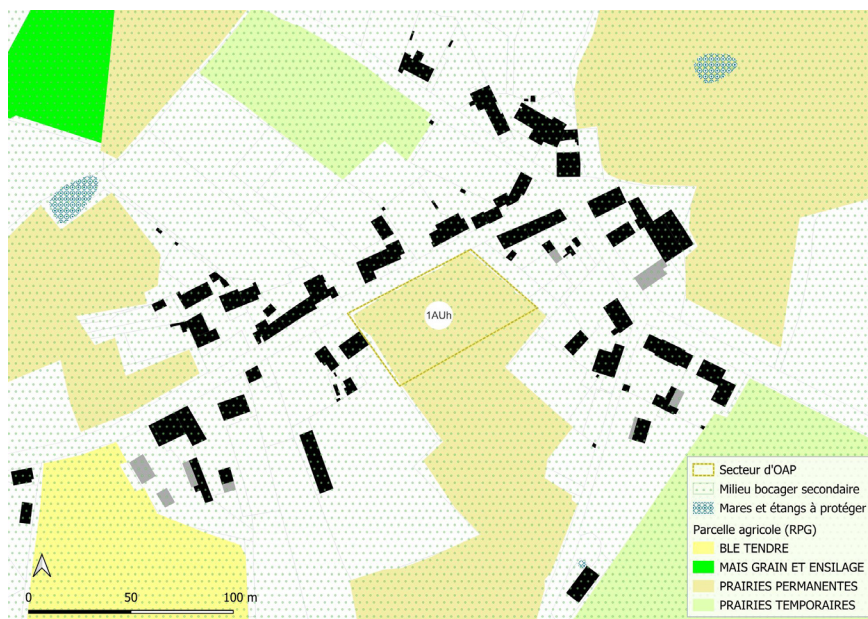 1AUh
Secteur d'OAP
Milieu bocager secondaire
Mares et étangs à protéger
Parcelle agricole (RPG)
BLE TENDRE
MAIS GRAIN ET ENSILAGE
PRAIRIES PERMANENTES
PRAIRIES TEMPORAIRES
0 50 100 m